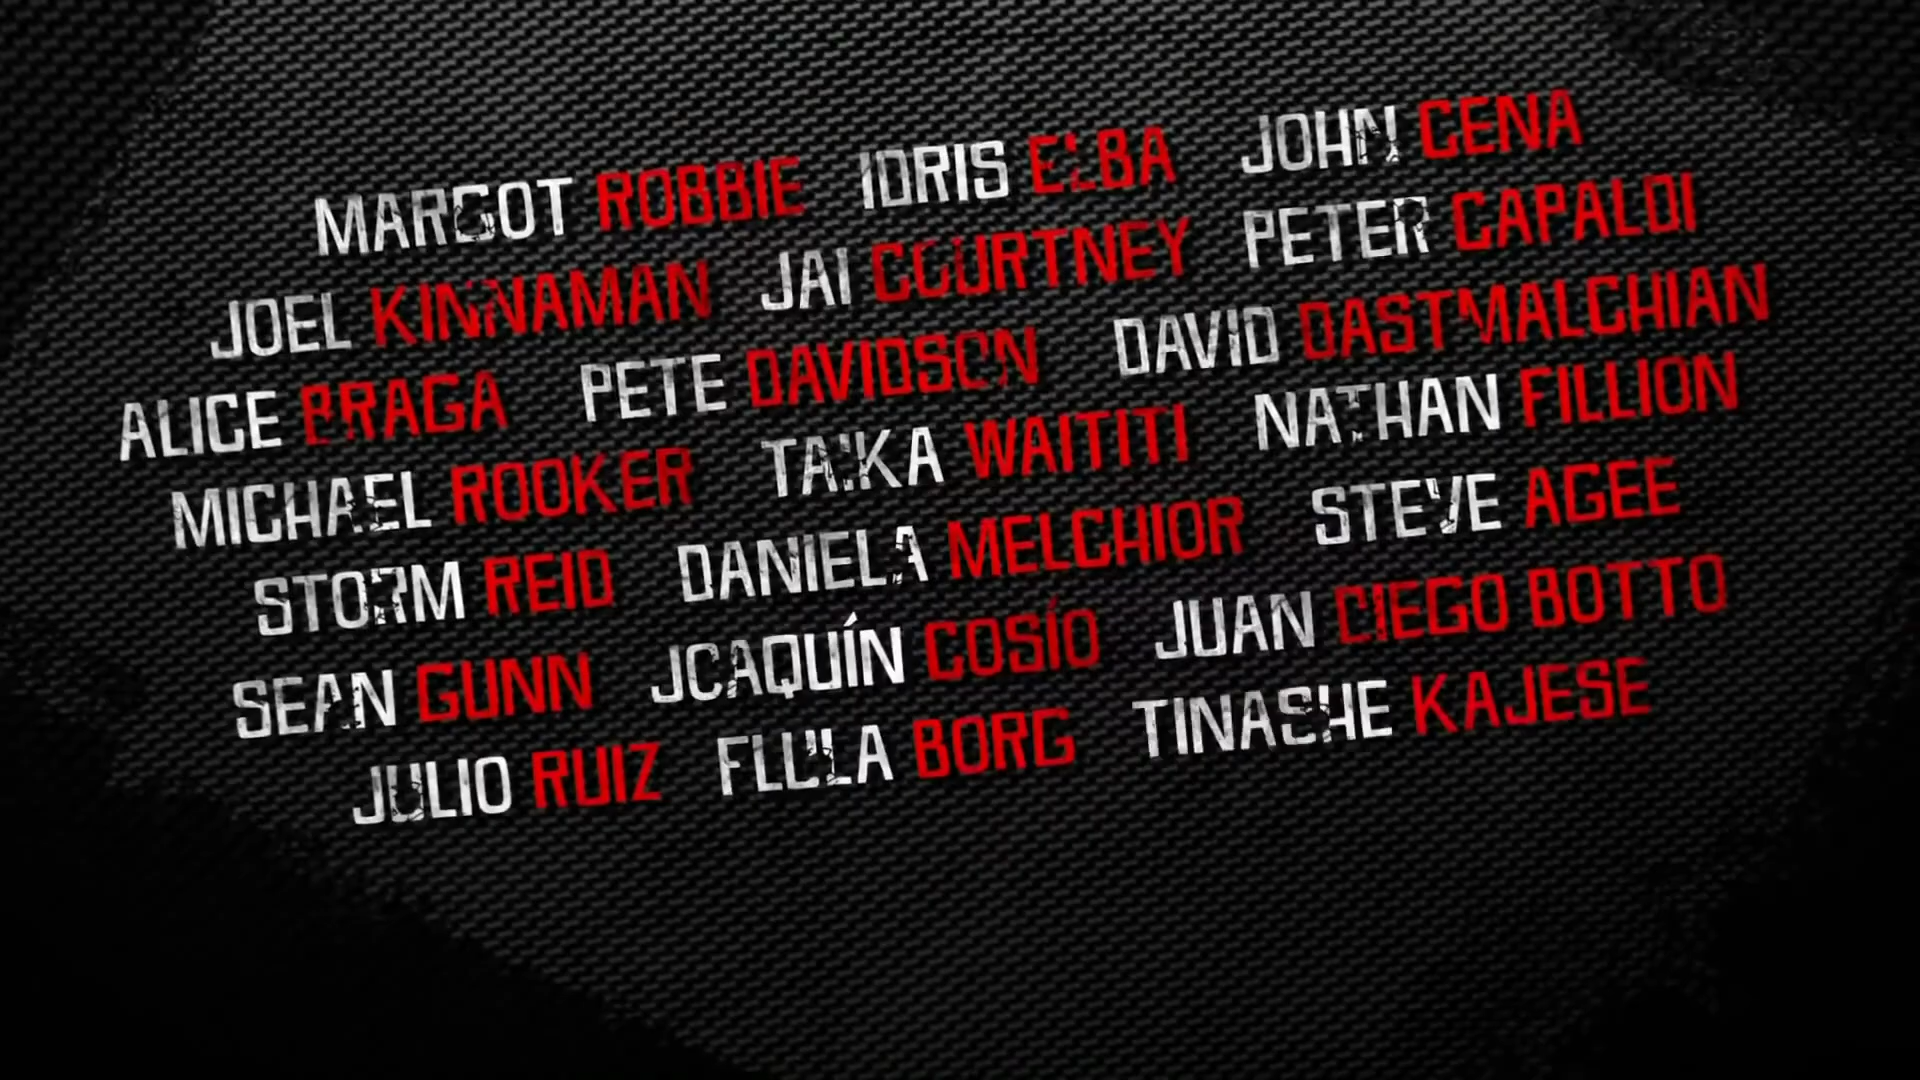 MARGOT ROBBIE IDRIS ELBA JOHN CENA
JOEL KINNAMAN JAI COURTNEY PETER CAPALDI
ALICE BRAGA PETE DAVIDSON DAVID DASTMALCHIAN
MICHAEL ROOKER TAIKA WAITITI NATHAN FILLION
STORM REID DANIELA MELCHIOR STEVE AGEE
SEAN GUNN JOAQUÍN COSÍO JUAN DIEGO BOTTO
JULIO RUIZ FLULA BORG TINASHE KAJESE